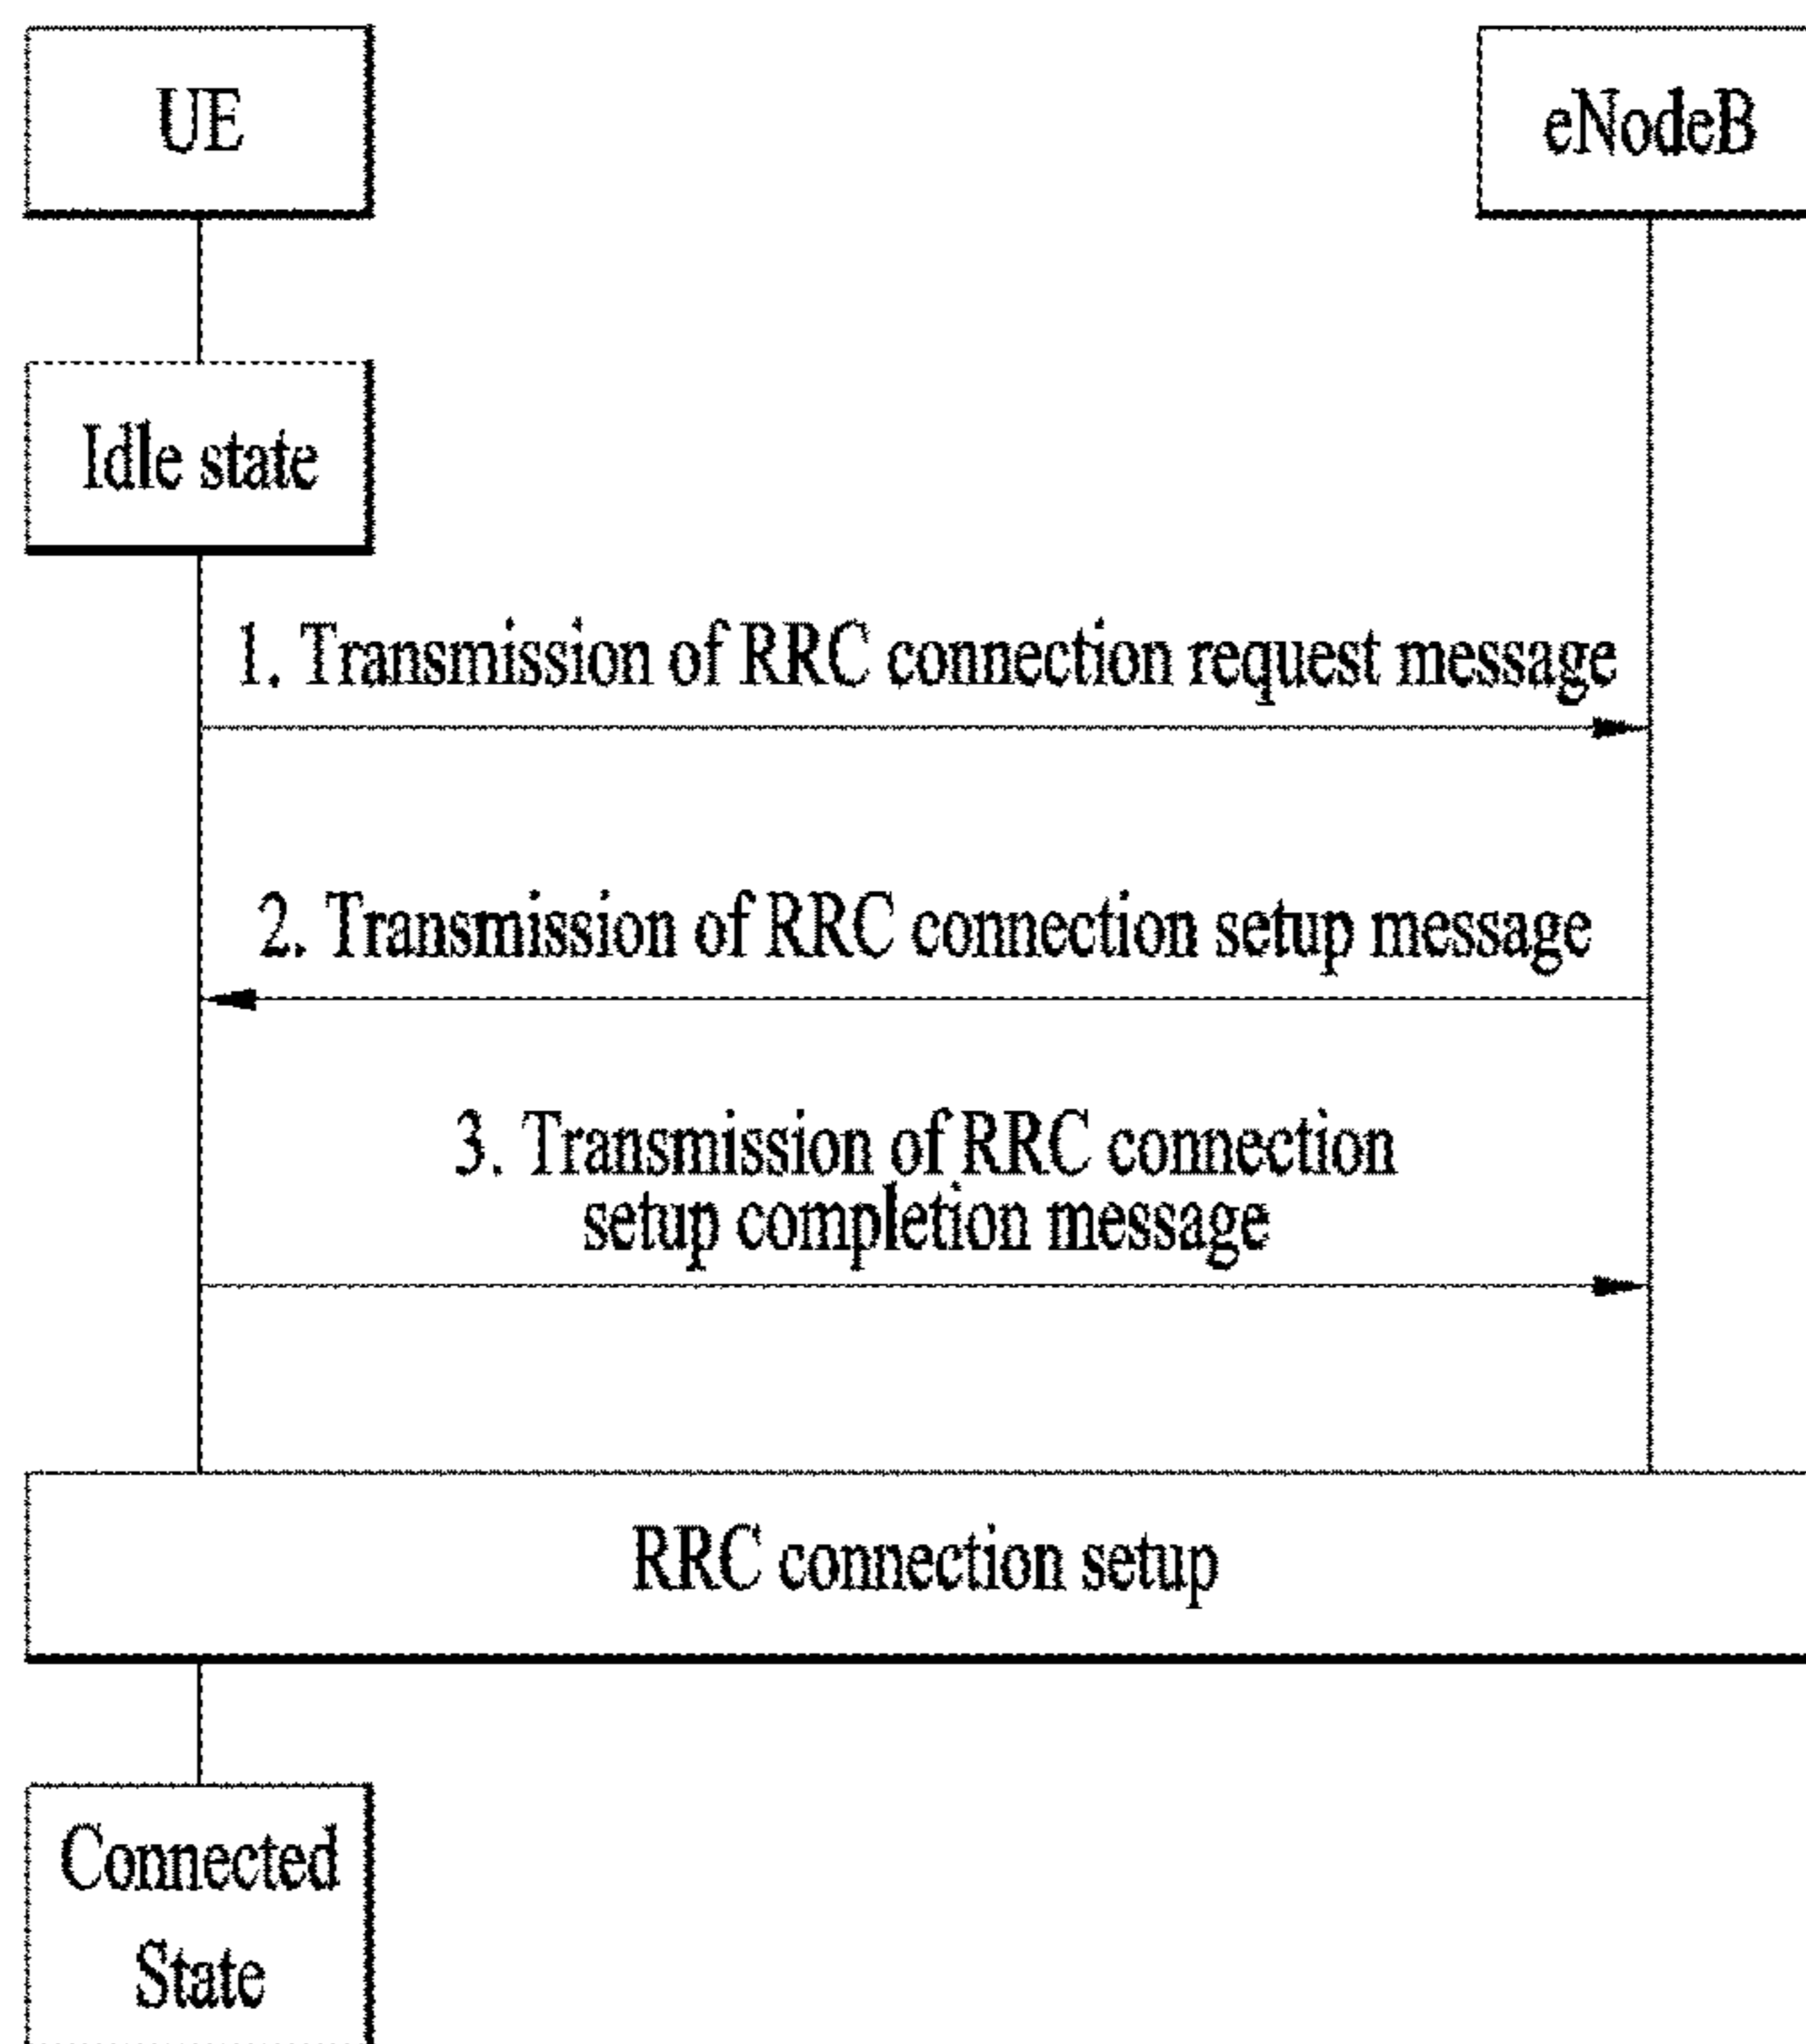 UE
eNodeB
Idle state
1. Transmission of RRC connection request message
2. Transmission of RRC connection setup message
3. Transmission of RRC connection
setup completion message
RRC connection setup
Connected
State